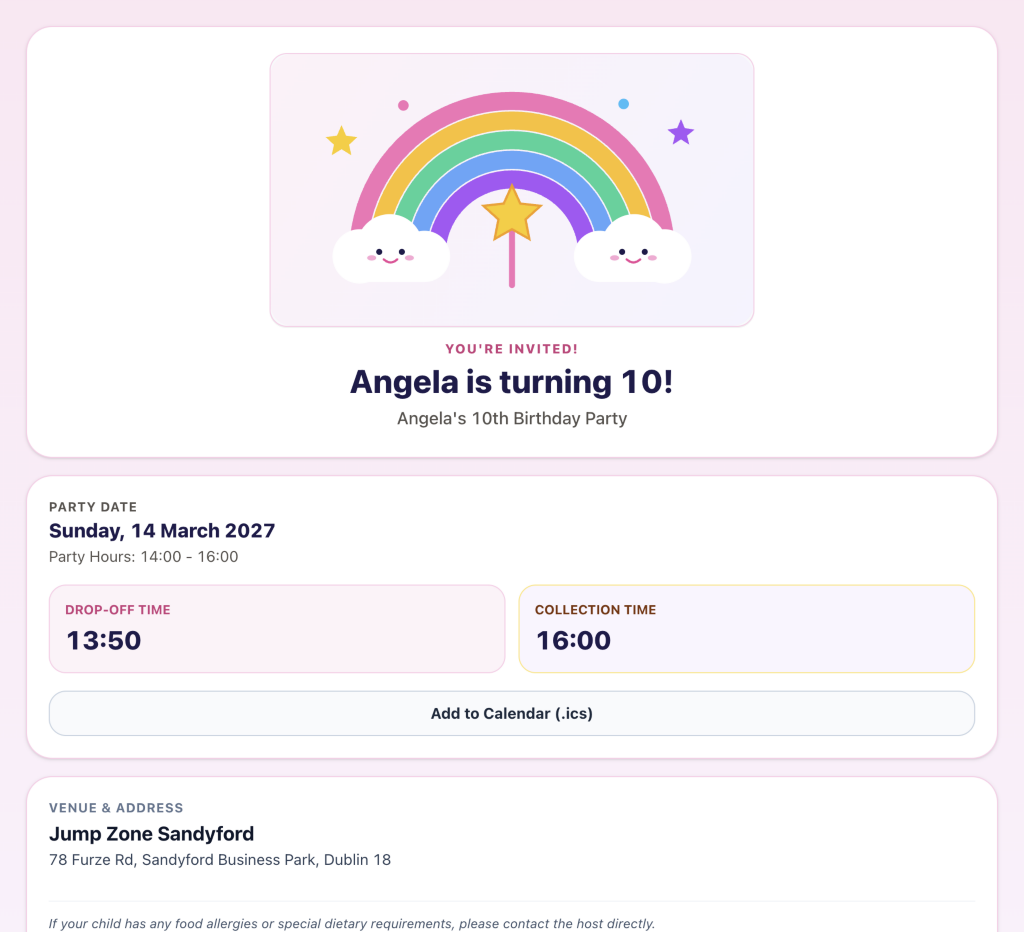 YOU'RE INVITED!
Angela is turning 10!
Angela's 10th Birthday Party
PARTY DATE
Sunday, 14 March 2027
Party Hours: 14:00 - 16:00
DROP-OFF TIME
13:50
COLLECTION TIME
16:00
Add to Calendar (.ics)
VENUE & ADDRESS
Jump Zone Sandyford
78 Furze Rd, Sandyford Business Park, Dublin 18
If your child has any food allergies or special dietary requirements, please contact the host directly.